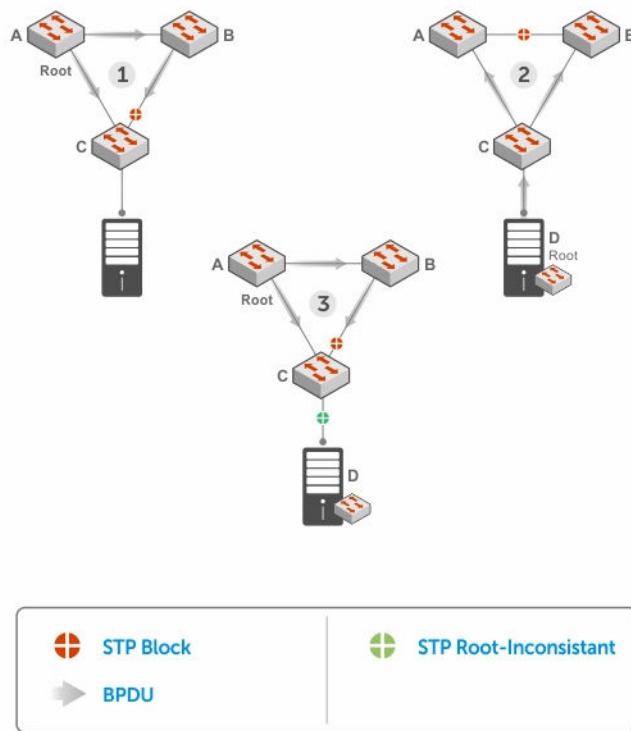 A
B
Root
1
C
A
B
2
C
D
Root
A
B
Root
3
C
D
STP Block
STP Root-Inconsistant
BPDU